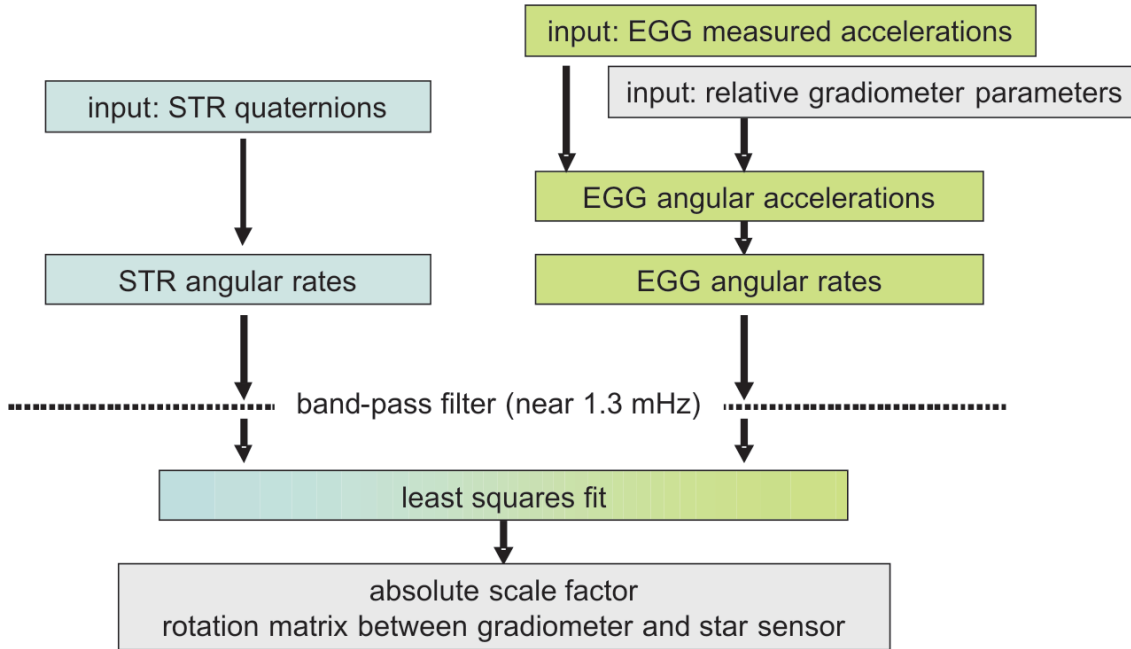 input: EGG measured accelerations
input: relative gradiometer parameters
input: STR quaternions
EGG angular accelerations
STR angular rates
EGG angular rates
band-pass filter (near 1.3 mHz)
least squares fit
absolute scale factor
rotation matrix between gradiometer and star sensor